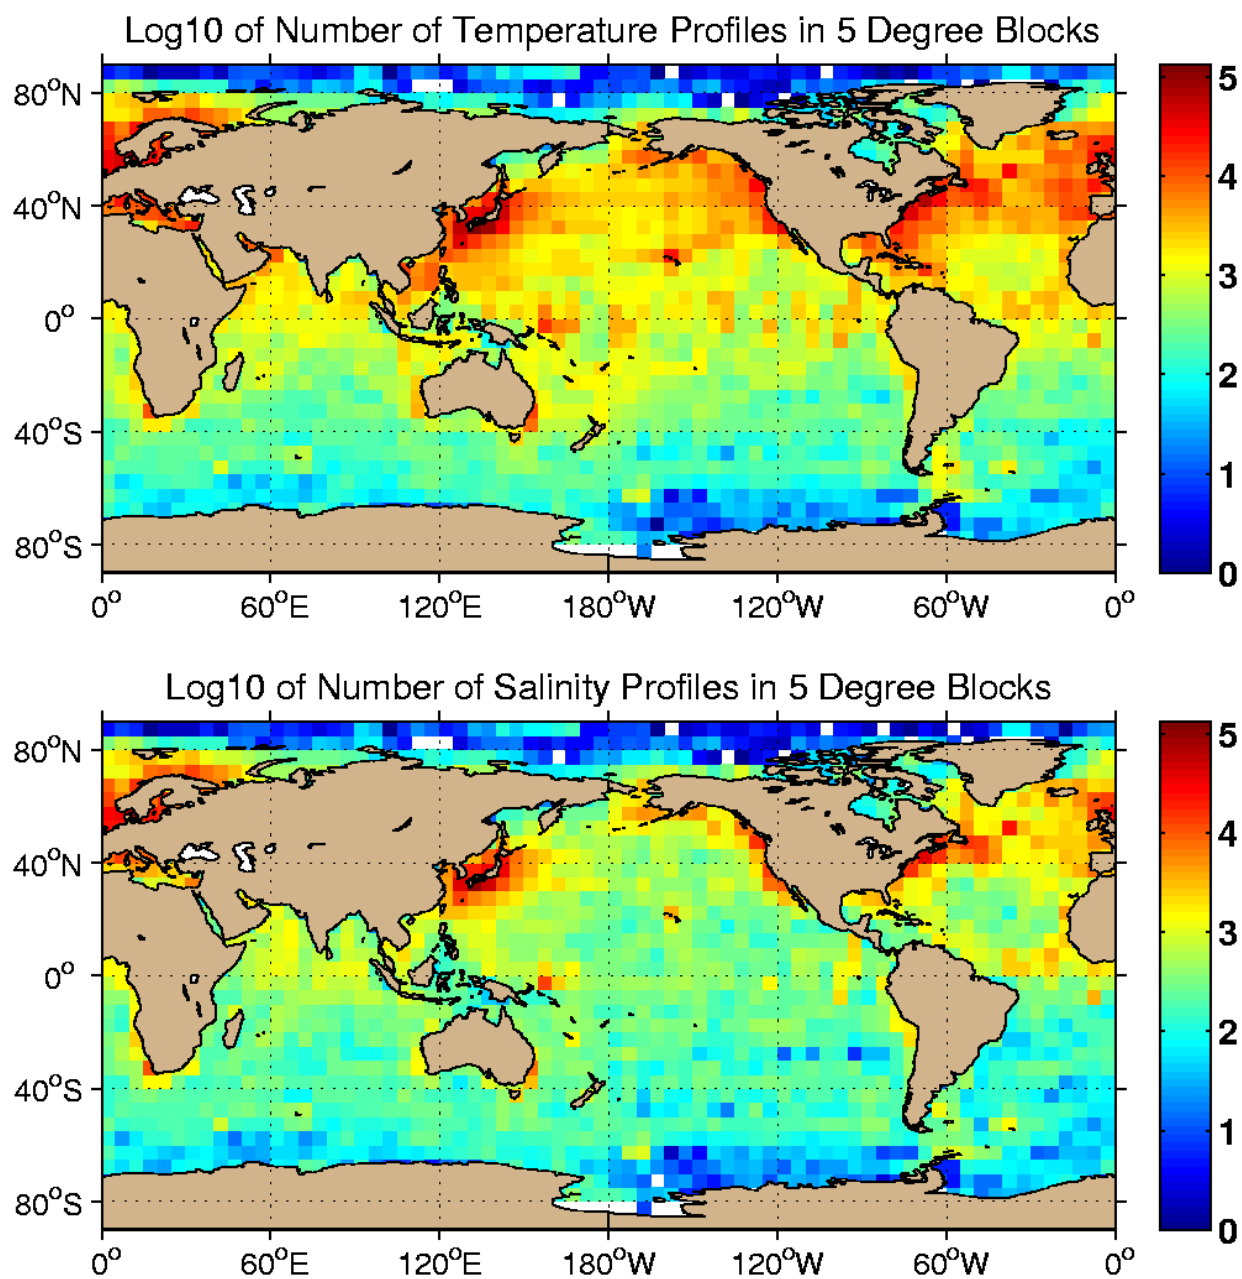 Log10 of Number of Temperature Profiles in 5 Degree Blocks
80°N
40°N
0°
40°S
80°S
0° 60°E 120°E 180°W 120°W 60°W 0°
5
4
3
2
1
0
Log10 of Number of Salinity Profiles in 5 Degree Blocks
80°N
40°N
0°
40°S
80°S
0° 60°E 120°E 180°W 120°W 60°W 0°
5
4
3
2
1
0